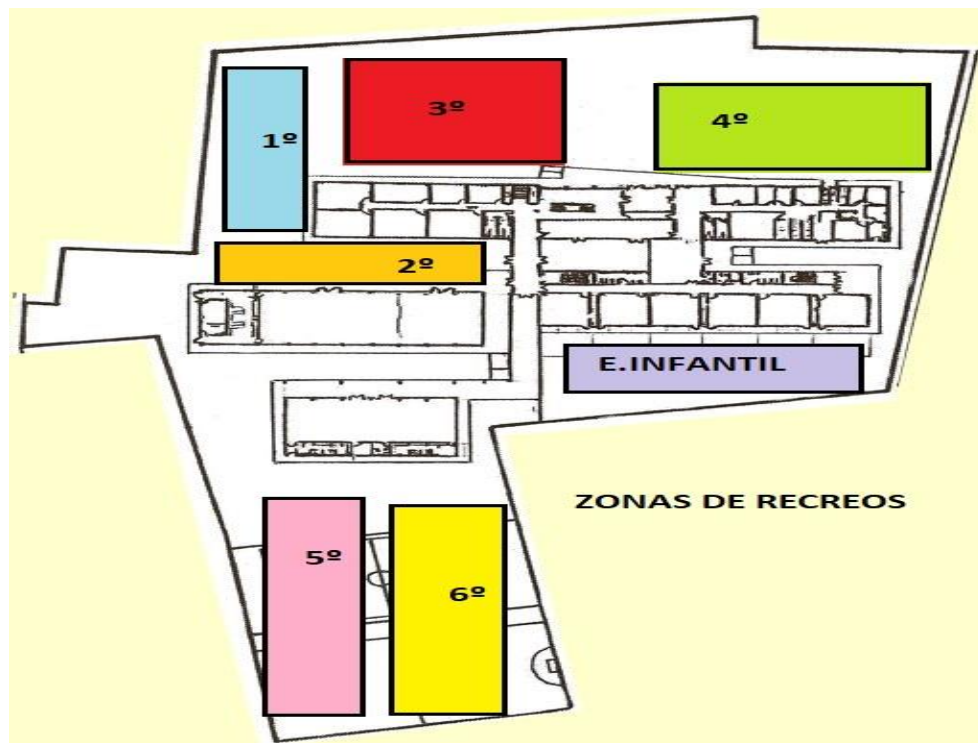 3º
4º
1º
2º
E.INFANTIL
ZONAS DE RECREOS
5º
6º